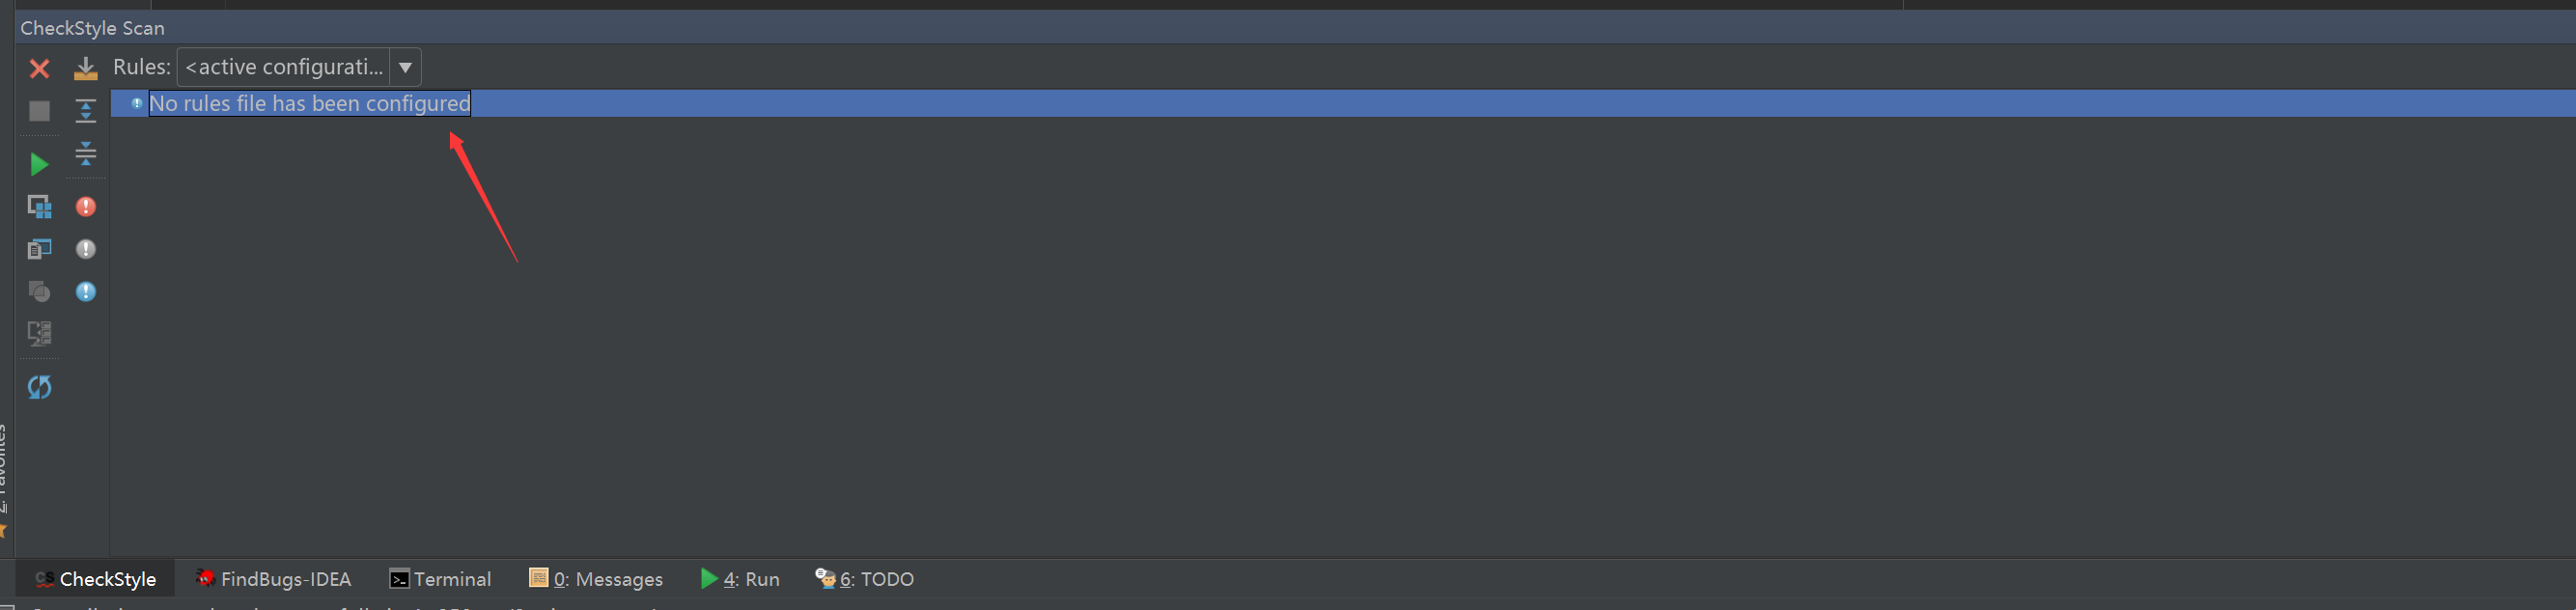 CheckStyle Scan
Rules: <active configurati...
No rules file has been configured
2: Favorites
CheckStyle
FindBugs-IDEA
Terminal
0: Messages
4: Run
6: TODO